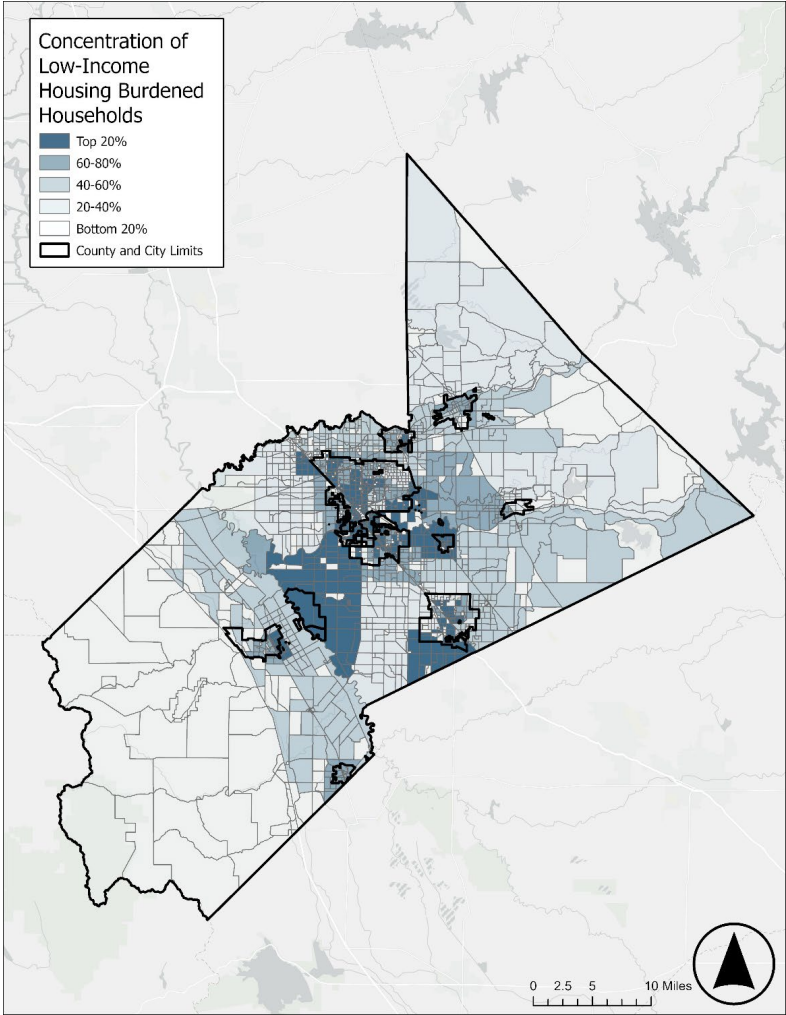 Concentration of
Low-Income
Housing Burdened
Households
Top 20%
60-80%
40-60%
20-40%
Bottom 20%
County and City Limits
0 2.5 5 10 Miles